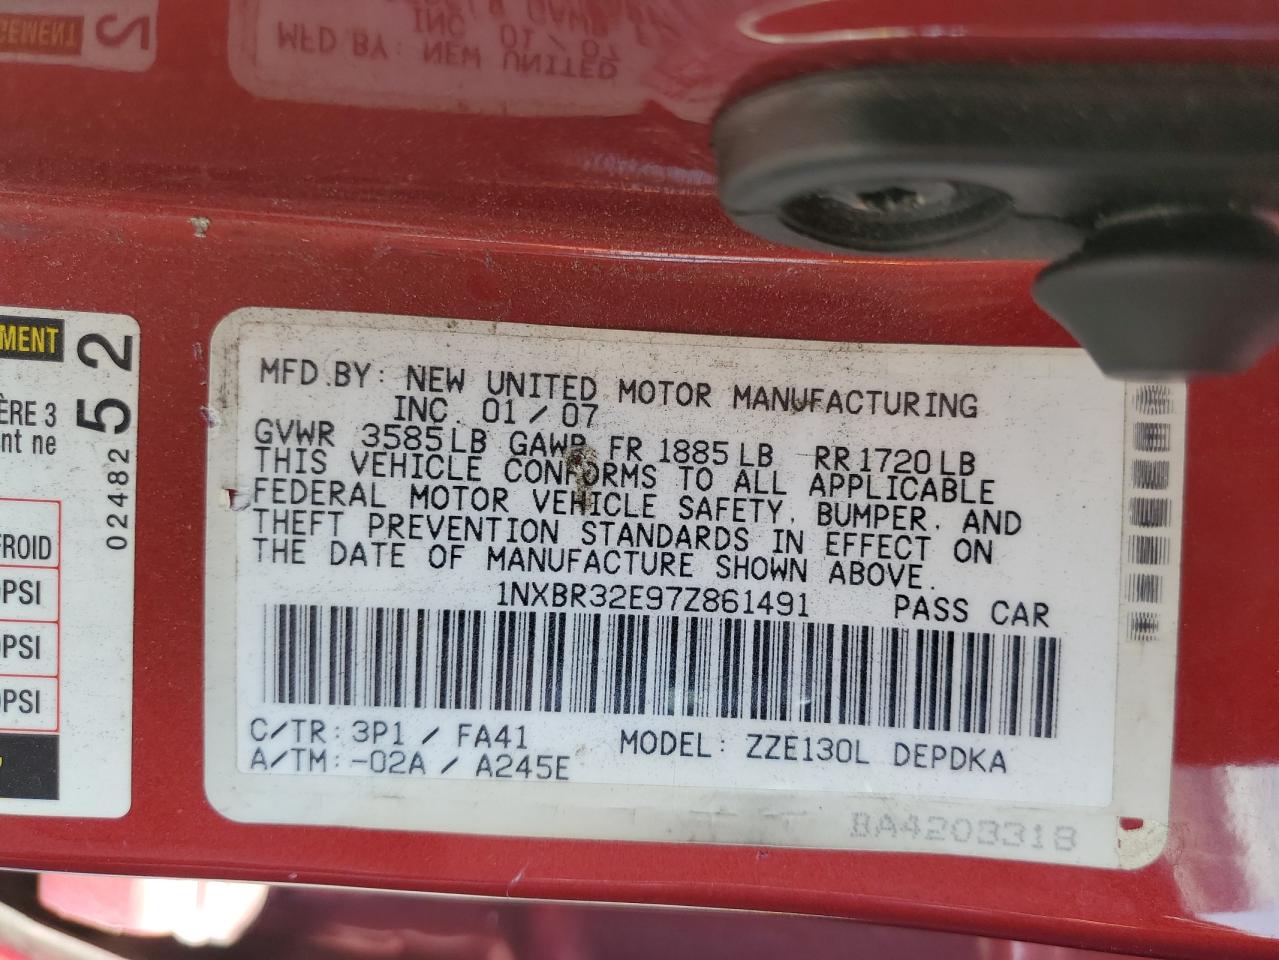 MENT
ÈRE 3
nt ne
02482
52
FROID
PSI
PSI
PSI
MFD.BY: NEW UNITED MOTOR MANUFACTURING
INC. 01/07
GVWR 3585LB GAWR FR 1885LB RR1720LB
THIS VEHICLE CONFORMS TO ALL APPLICABLE
FEDERAL MOTOR VEHICLE SAFETY, BUMPER, AND
THEFT PREVENTION STANDARDS IN EFFECT ON
THE DATE OF MANUFACTURE SHOWN ABOVE.
1NXBR32E97Z861491 PASS CAR
C/TR: 3P1 / FA41 MODEL: ZZE130L DEPDKA
A/TM: -02A / A245E
BA4203318